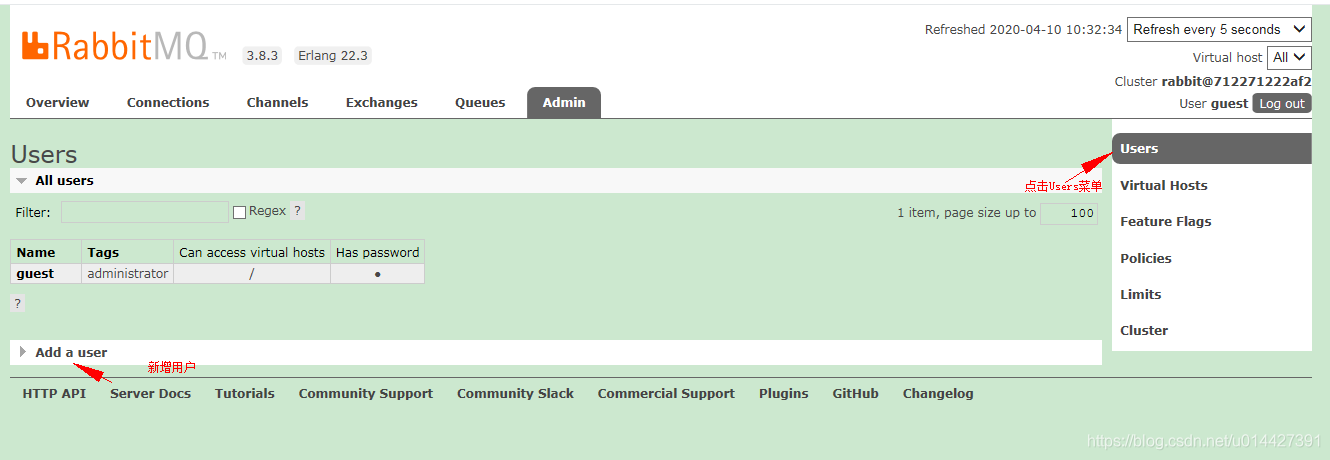 Refreshed 2020-04-10 10:32:34 Refresh every 5 seconds
RabbitMQ TM 3.8.3 Erlang 22.3
Virtual host All
Cluster rabbit@712271222af2
User guest Log out
Overview Connections Channels Exchanges Queues Admin
Users
All users
Filter: Regex ? 1 item, page size up to 100
Name Tags Can access virtual hosts Has password
guest administrator / ●
?
Add a user
新增用户
Users
点击Users菜单
Virtual Hosts
Feature Flags
Policies
Limits
Cluster
HTTP API Server Docs Tutorials Community Support Community Slack Commercial Support Plugins GitHub Changelog
https://blog.csdn.net/u014427391